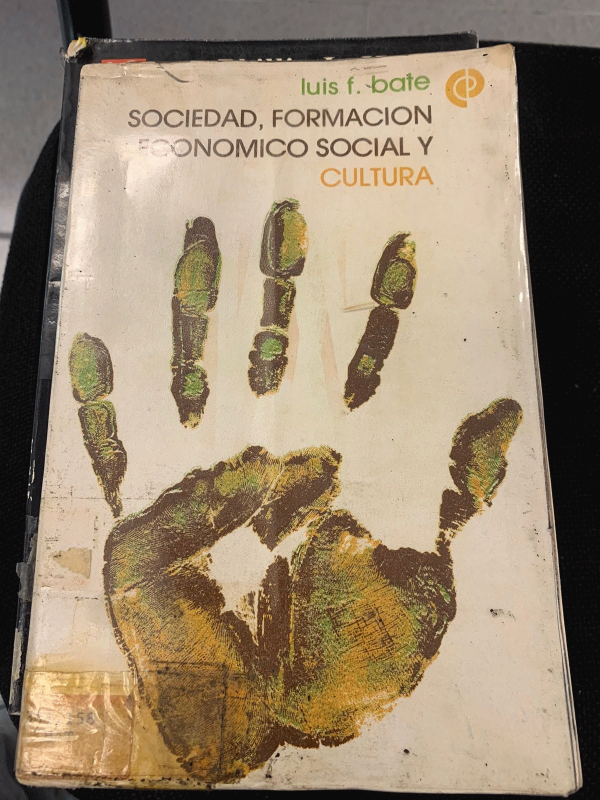 luis f. bate
SOCIEDAD, FORMACION
ECONOMICO SOCIAL Y
CULTURA